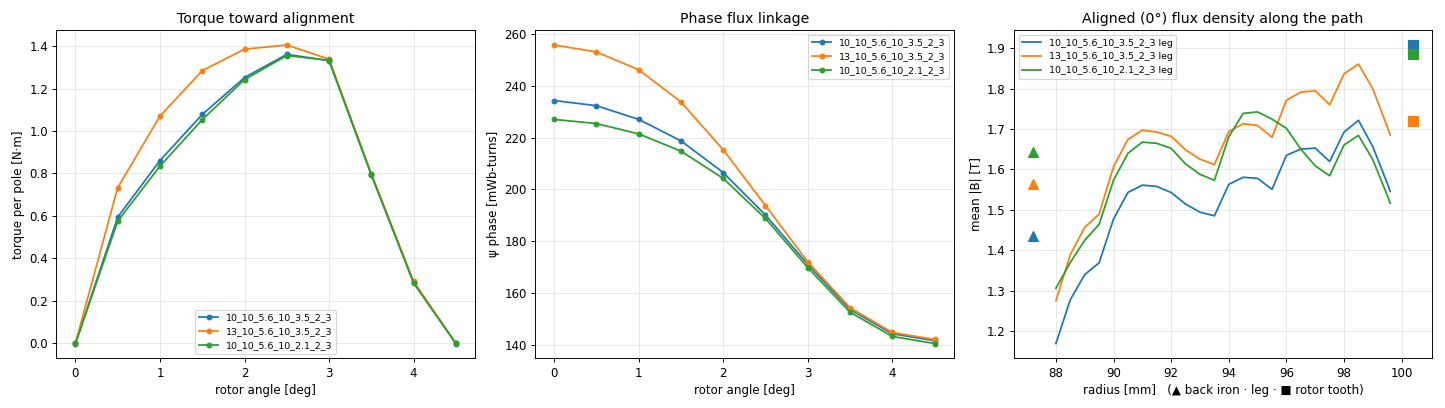 Torque toward alignment
torque per pole [N·m]
1.4
1.2
1.0
0.8
0.6
0.4
0.2
0.0
10_10_5.6_10_3.5_2_3
13_10_5.6_10_3.5_2_3
10_10_5.6_10_2.1_2_3
0 1 2 3 4
rotor angle [deg]
Phase flux linkage
ψ phase [mWb-turns]
260
240
220
200
180
160
140
10_10_5.6_10_3.5_2_3
13_10_5.6_10_3.5_2_3
10_10_5.6_10_2.1_2_3
0 1 2 3 4
rotor angle [deg]
Aligned (0°) flux density along the path
mean |B| [T]
1.9
1.8
1.7
1.6
1.5
1.4
1.3
1.2
10_10_5.6_10_3.5_2_3 leg
13_10_5.6_10_3.5_2_3 leg
10_10_5.6_10_2.1_2_3 leg
88 90 92 94 96 98 100
radius [mm] (▲ back iron · leg · ■ rotor tooth)